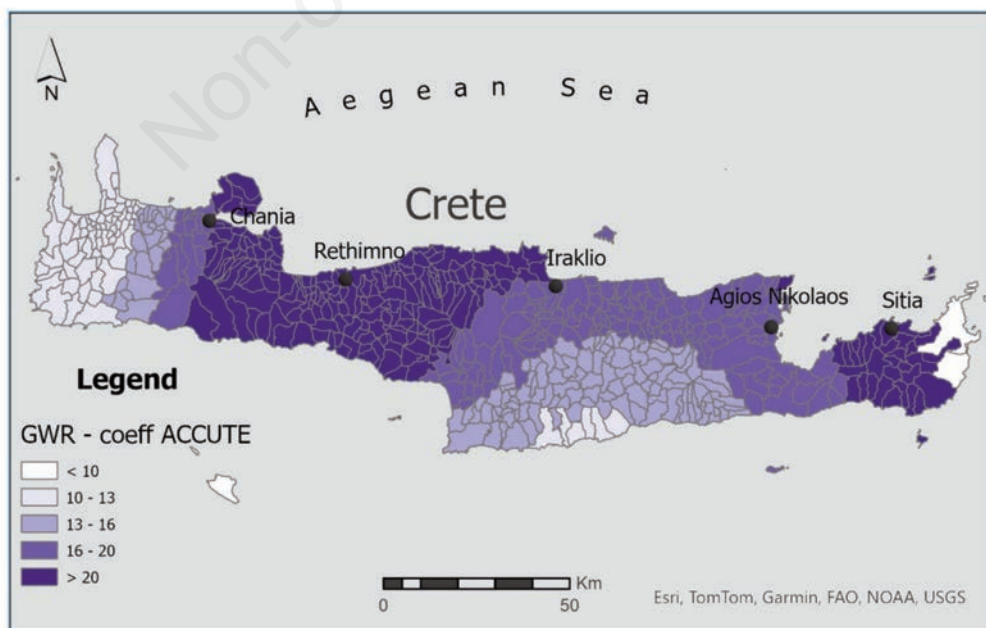 Non-
N
Aegean Sea
Crete
Chania
Rethimno
Iraklio
Agios Nikolaos
Sitia
Legend
GWR - coeff ACCUTE
< 10
10 - 13
13 - 16
16 - 20
> 20
Km
0 50
Esri, TomTom, Garmin, FAO, NOAA, USGS